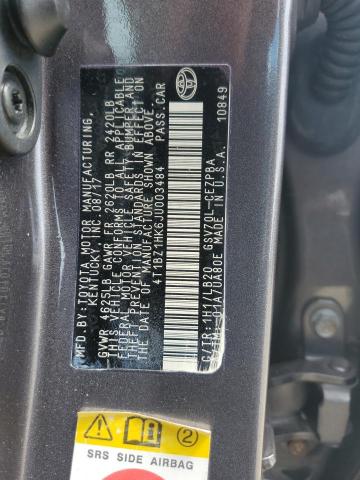 MFD.BY: TOYOTA MOTOR MANUFACTURING,
KENTUCKY, INC. 08/17
GVWR 4625LB GAWR FR 2620LB RR 2420LB
THIS VEHICLE CONFORMS TO ALL APPLICABLE
FEDERAL MOTOR VEHICLE SAFETY, BUMPER, AND
THEFT PREVENTION STANDARDS IN EFFECT ON
THE DATE OF MANUFACTURE SHOWN ABOVE.
4T1BZ1HK6JU003484 PASS.CAR
C/TR: 1H1/LB20 GSV70L-CEZPBA
A/TM: -01A/UA80E MADE IN U.S.A.
10849
SRS SIDE AIRBAG